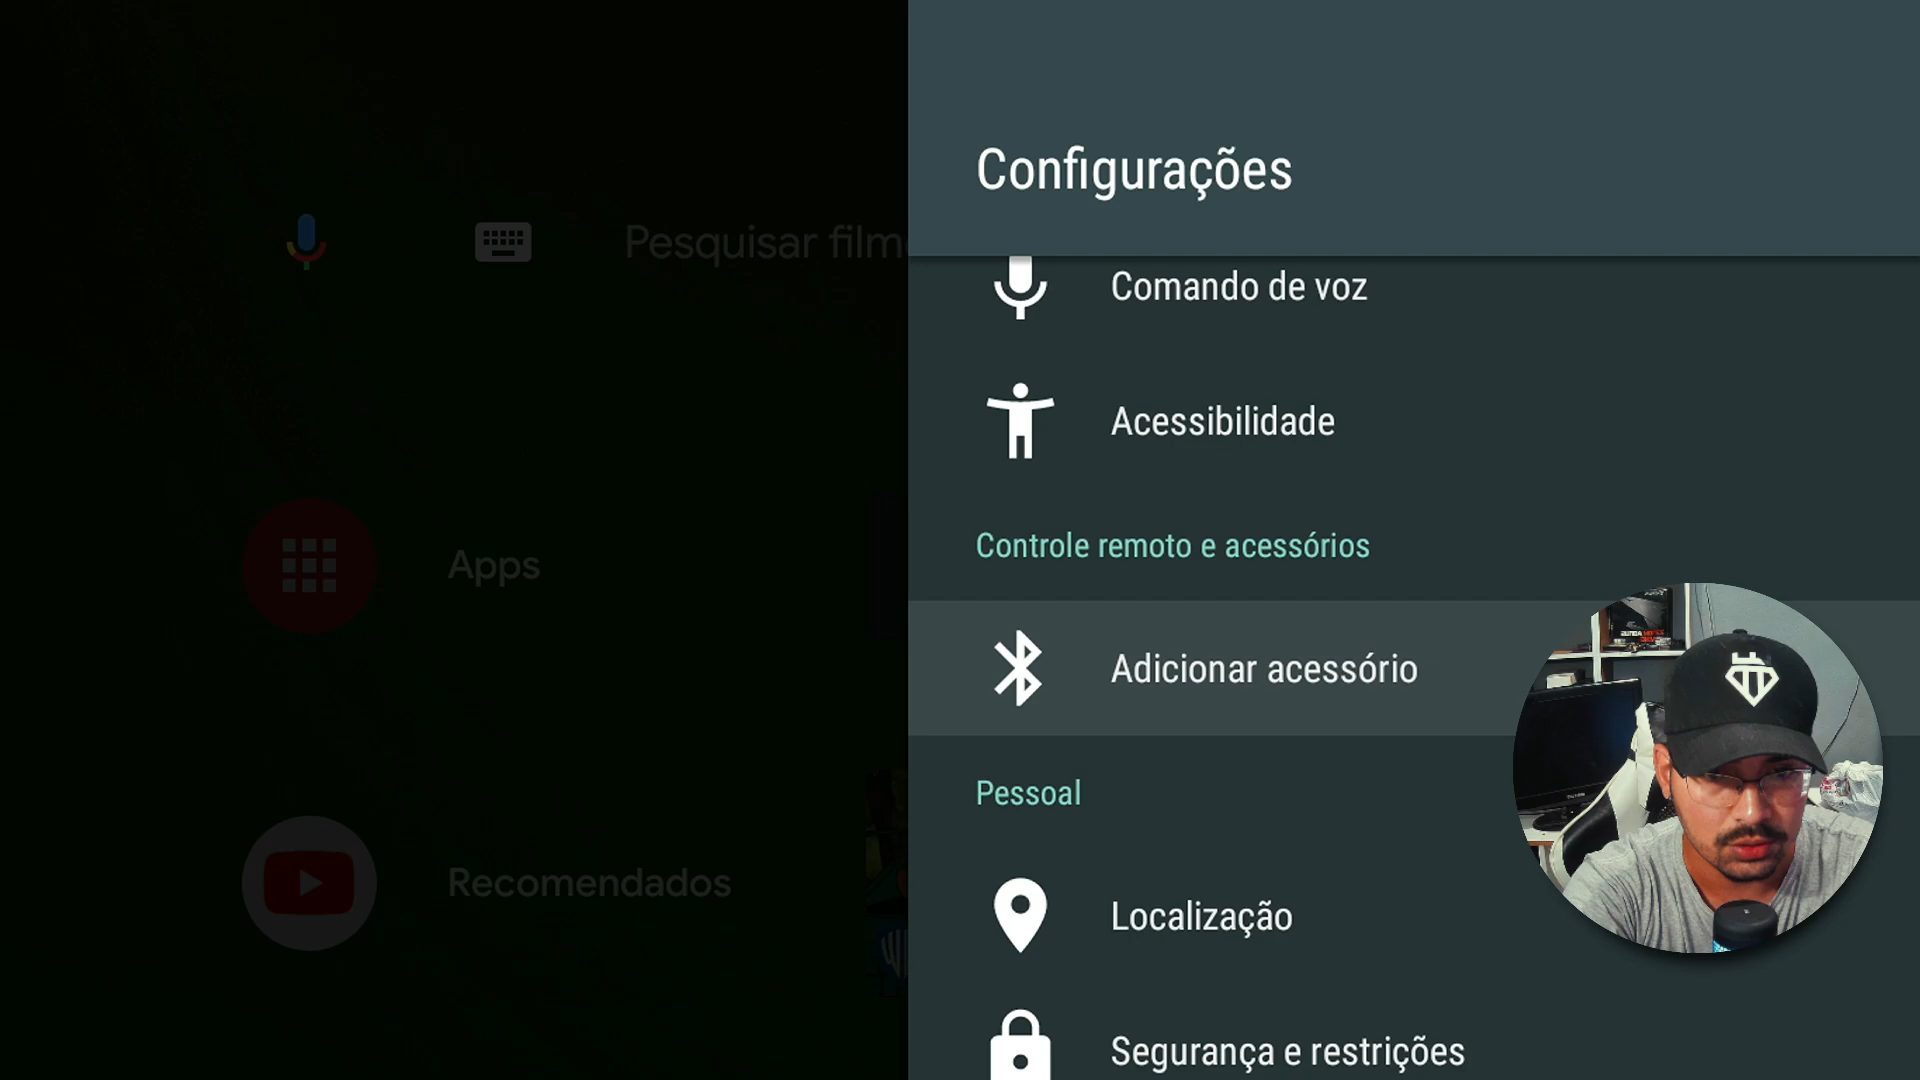 Configurações
Pesquisar film
Comando de voz
Acessibilidade
Controle remoto e acessórios
Apps
Adicionar acessório
Pessoal
Recomendados
Localização
Segurança e restrições